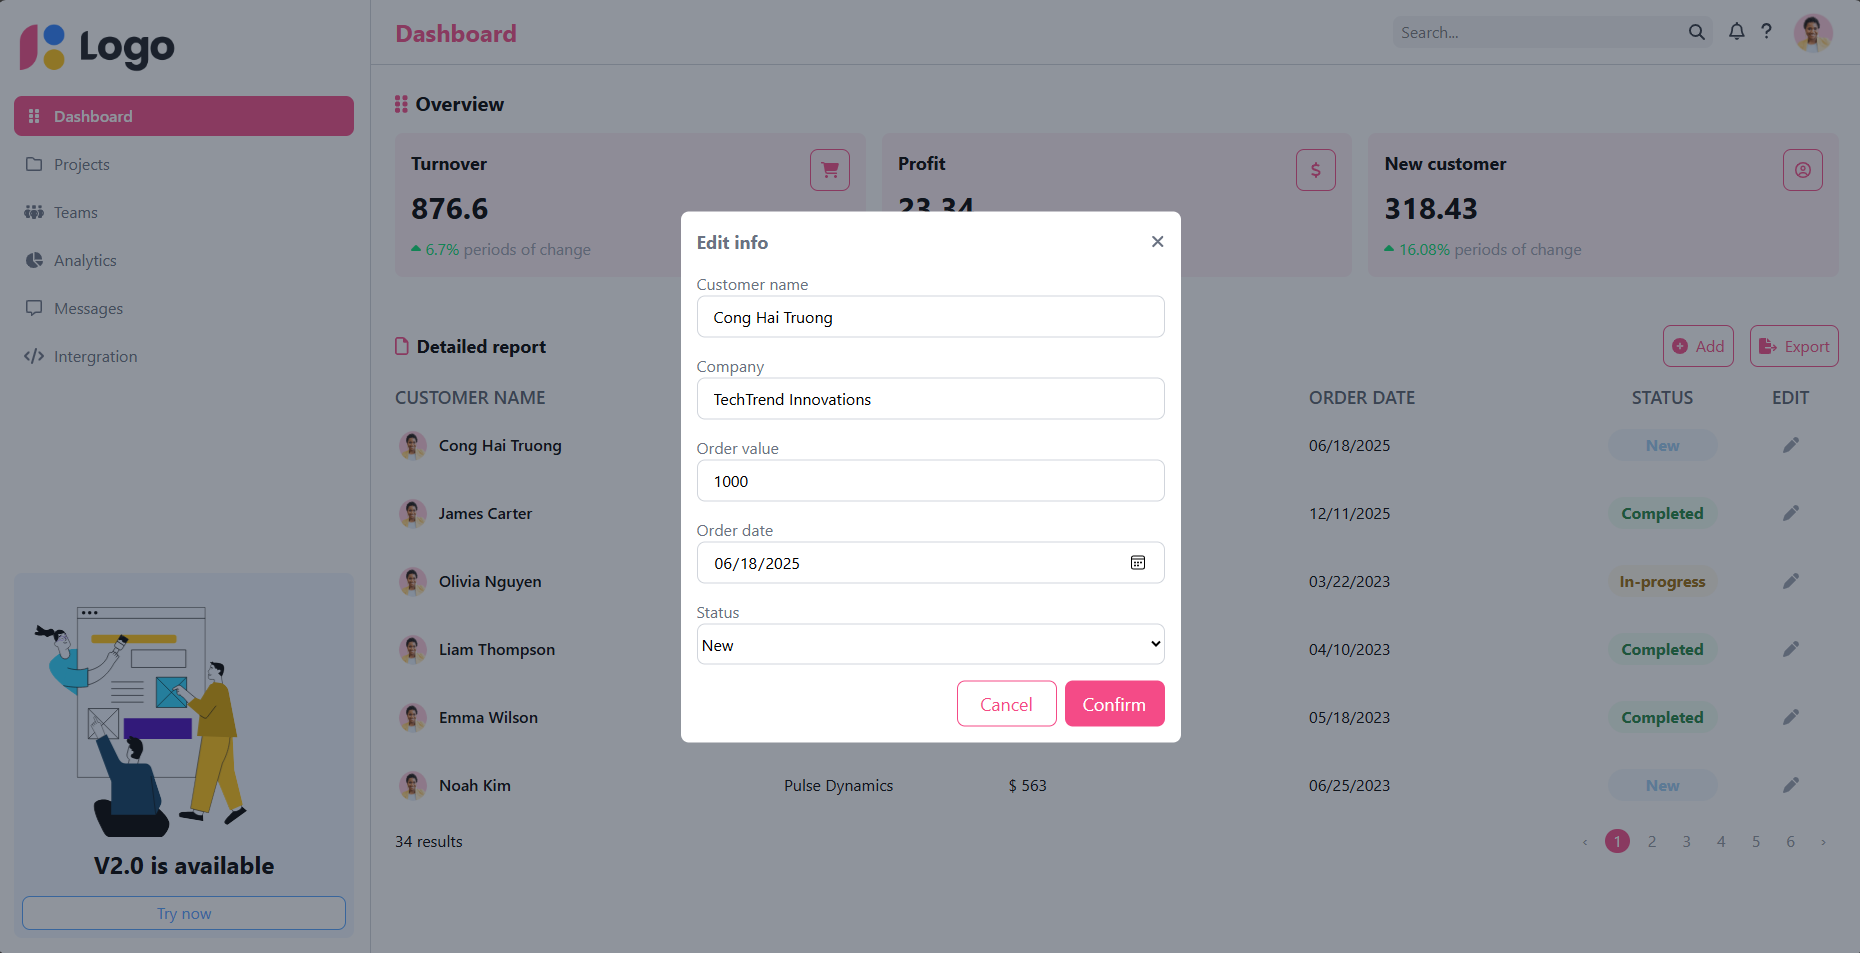 Logo
Dashboard
Projects
Teams
Analytics
Messages
Intergration
V2.0 is available
Try now
Dashboard
Search...
Overview
Turnover
876.6
6.7% periods of change
Profit
23.34
New customer
318.43
16.08% periods of change
Detailed report
Add
Export
CUSTOMER NAME ORDER DATE STATUS EDIT
Cong Hai Truong 06/18/2025 New
James Carter 12/11/2025 Completed
Olivia Nguyen 03/22/2023 In-progress
Liam Thompson 04/10/2023 Completed
Emma Wilson 05/18/2023 Completed
Noah Kim Pulse Dynamics $ 563 06/25/2023 New
34 results
‹ 1 2 3 4 5 6 ›
Edit info
Customer name
Cong Hai Truong
Company
TechTrend Innovations
Order value
1000
Order date
06/18/2025
Status
New
Cancel
Confirm